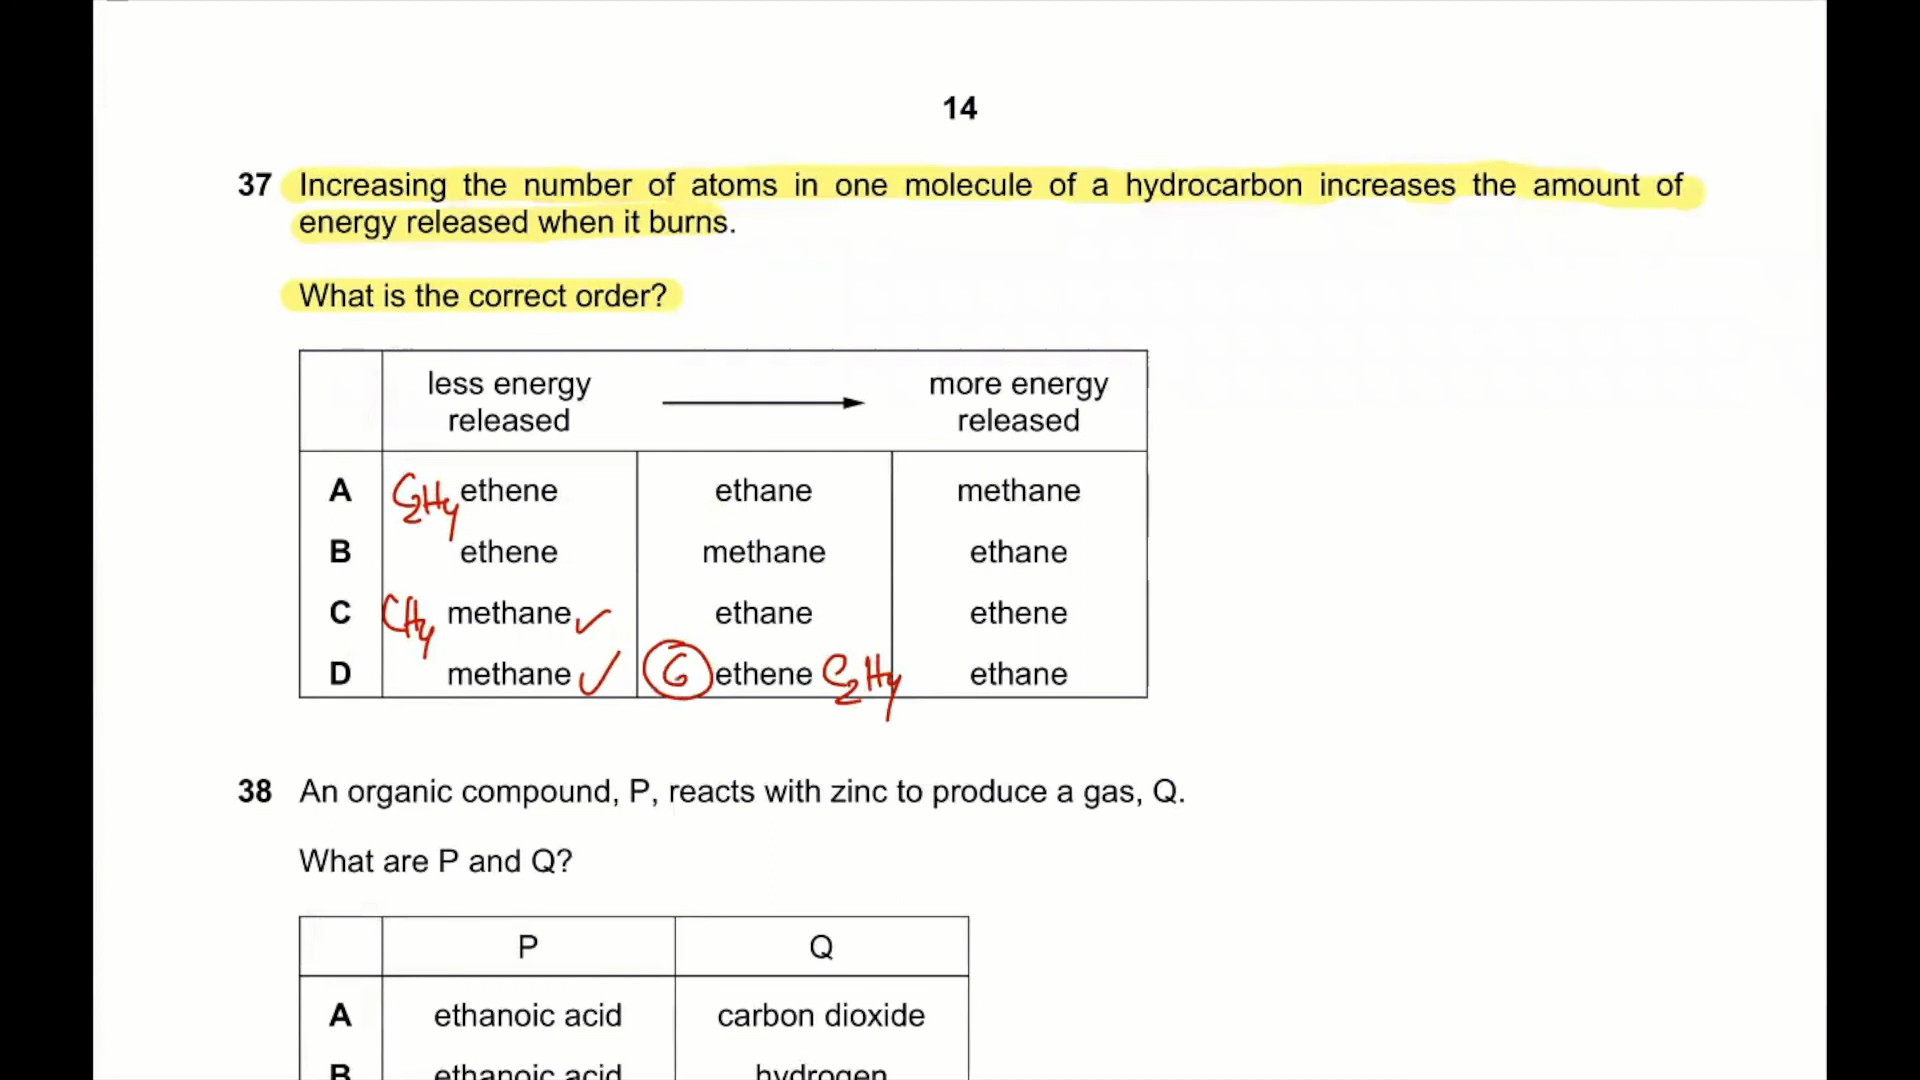 14
37 Increasing the number of atoms in one molecule of a hydrocarbon increases the amount of
energy released when it burns.
What is the correct order?
less energy released more energy released
A C2H4 ethene ethane methane
B ethene methane ethane
C CH4 methane ✓ ethane ethene
D methane ✓ 6 ethene C2H4 ethane
38 An organic compound, P, reacts with zinc to produce a gas, Q.
What are P and Q?
P Q
A ethanoic acid carbon dioxide
B ethanoic acid hydrogen